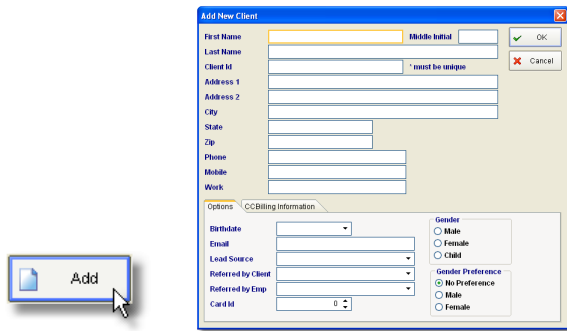 Add New Client
First Name Middle Initial OK
Last Name Cancel
Client Id * must be unique
Address 1
Address 2
City
State
Zip
Phone
Mobile
Work
Options CCBilling Information
Birthdate Gender
Email Male
Female
Lead Source Child
Referred by Client Gender Preference
Referred by Emp No Preference
Male
Card Id 0 Female
Add